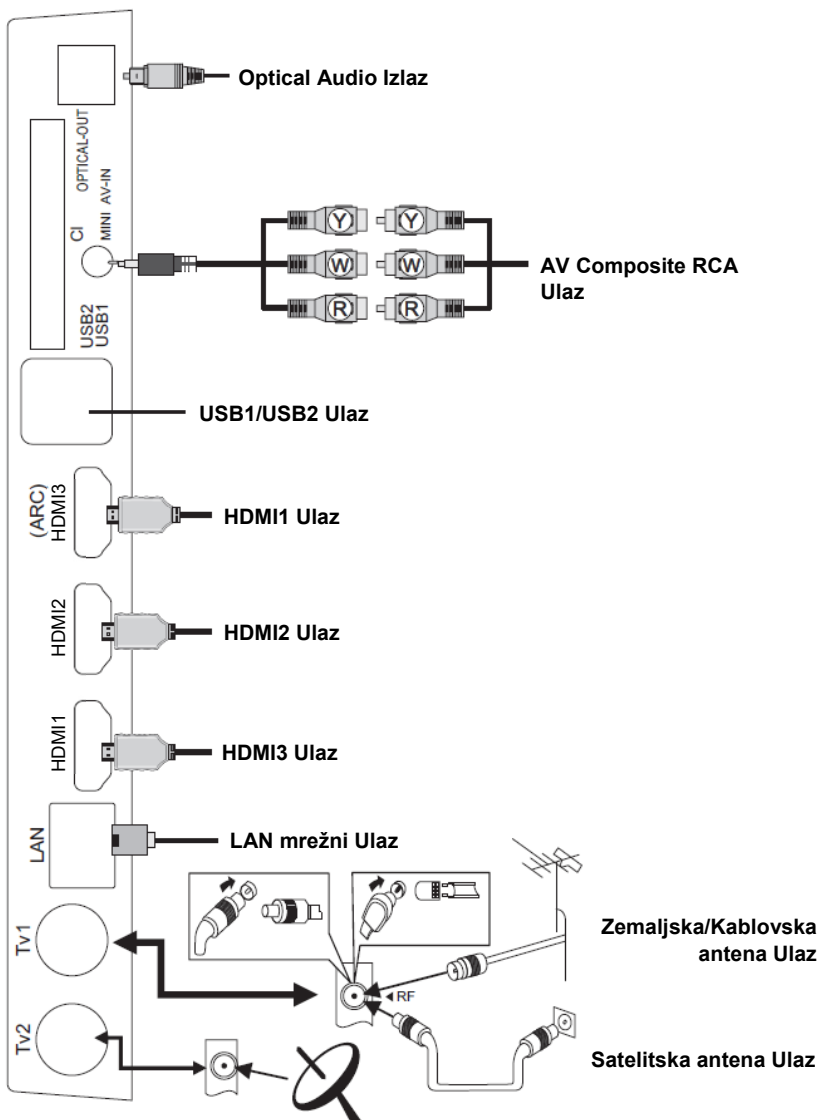 Optical Audio Izlaz
OPTICAL-OUT
CI
MINI AV-IN
Y
Y
W
W
R
R
AV Composite RCA
Ulaz
USB2
USB1
USB1/USB2 Ulaz
(ARC)
HDMI3
HDMI1 Ulaz
HDMI2
HDMI2 Ulaz
HDMI1
HDMI3 Ulaz
LAN
LAN mrežni Ulaz
Tv1
Zemaljska/Kablovska
antena Ulaz
RF
Tv2
Satelitska antena Ulaz